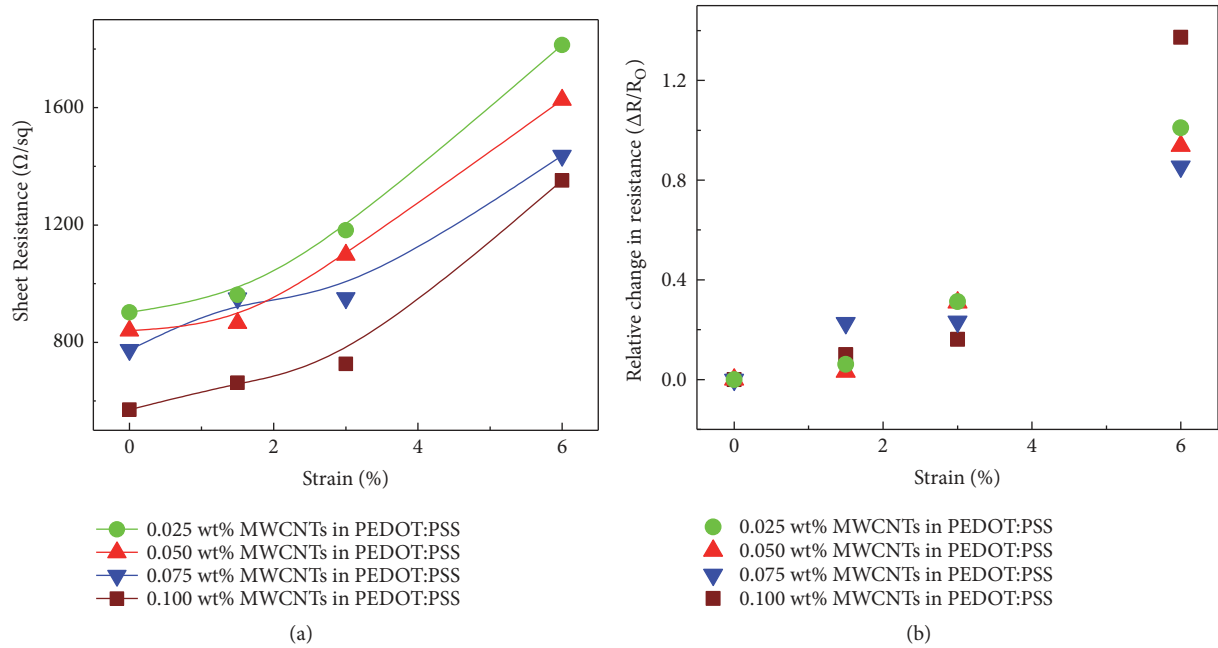 1600
1200
800
Sheet Resistance (Ω/sq)
0
2
4
6
Strain (%)
0.025 wt% MWCNTs in PEDOT:PSS
0.050 wt% MWCNTs in PEDOT:PSS
0.075 wt% MWCNTs in PEDOT:PSS
0.100 wt% MWCNTs in PEDOT:PSS
(a)
1.2
0.8
0.4
0.0
Relative change in resistance (ΔR/R_O)
0
2
4
6
Strain (%)
0.025 wt% MWCNTs in PEDOT:PSS
0.050 wt% MWCNTs in PEDOT:PSS
0.075 wt% MWCNTs in PEDOT:PSS
0.100 wt% MWCNTs in PEDOT:PSS
(b)